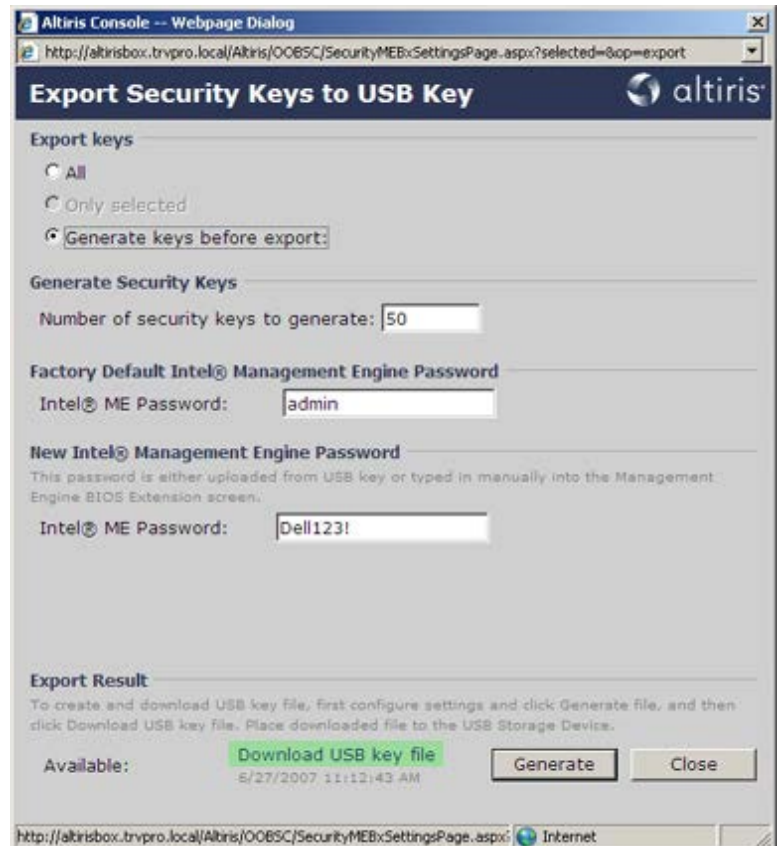 Altiris Console -- Webpage Dialog
http://altirisbox.trvpro.local/Altiris/OOBSC/SecurityMEBxSettingsPage.aspx?selected=&op=export
Export Security Keys to USB Key
altiris
Export keys
All
Only selected
Generate keys before export:
Generate Security Keys
Number of security keys to generate: 50
Factory Default Intel® Management Engine Password
Intel® ME Password: admin
New Intel® Management Engine Password
This password is either uploaded from USB key or typed in manually into the Management
Engine BIOS Extension screen.
Intel® ME Password: Dell123!
Export Result
To create and download USB key file, first configure settings and click Generate file, and then
click Download USB key file. Place downloaded file to the USB Storage Device.
Available: Download USB key file Generate Close
6/27/2007 11:12:43 AM
http://altirisbox.trvpro.local/Altiris/OOBSC/SecurityMEBxSettingsPage.aspx Internet